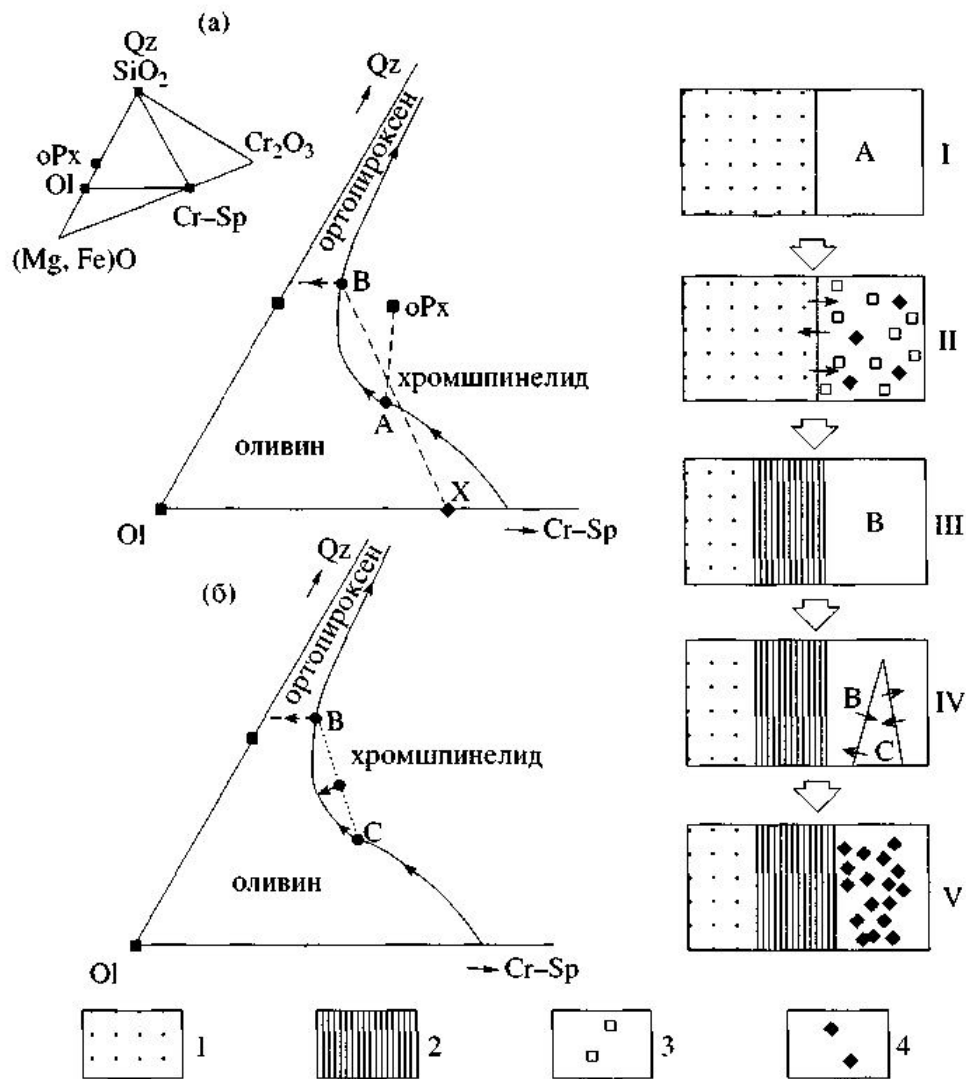 (а)
Qz
SiO₂
Cr₂O₃
oPx
Ol
Cr–Sp
(Mg, Fe)O
Qz
ортопироксен
B
oPx
хромшпинелид
A
оливин
X
Ol
Cr–Sp
(б)
Qz
ортопироксен
B
хромшпинелид
C
оливин
Ol
Cr–Sp
A
I
II
B
III
B
C
IV
V
1
2
3
4